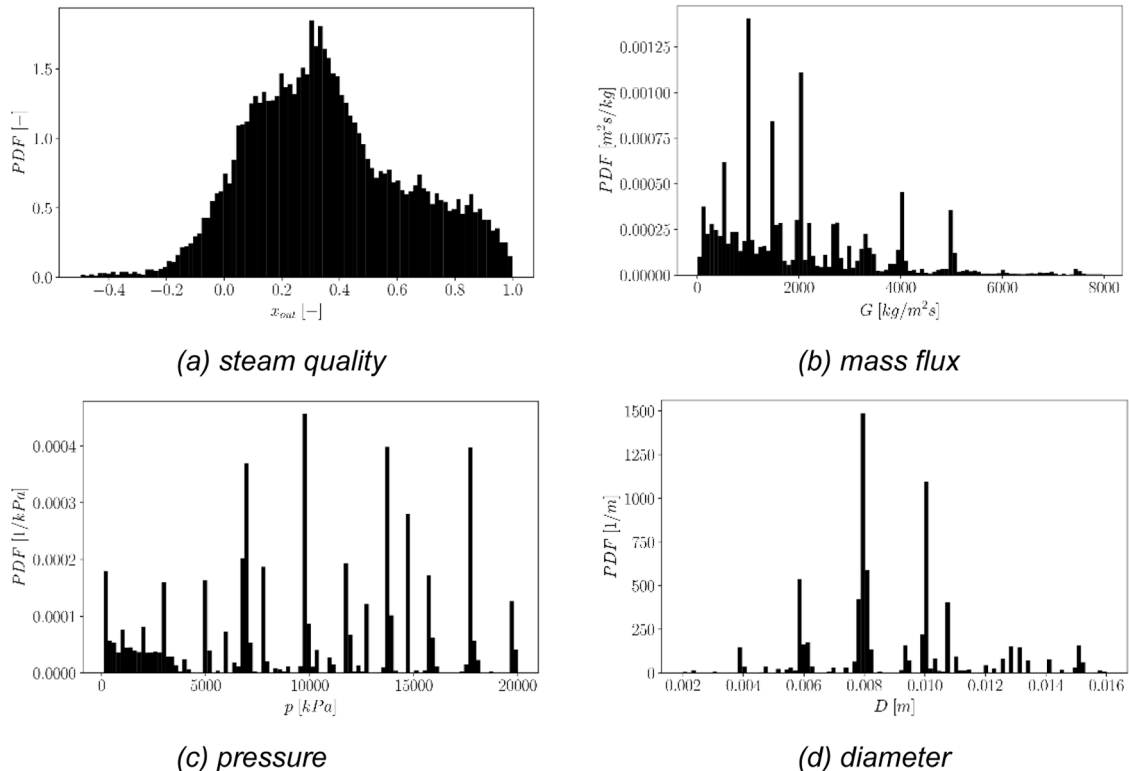 1.5
1.0
0.5
0.0
PDF [−]
−0.4 −0.2 0.0 0.2 0.4 0.6 0.8 1.0
x_out [−]
(a) steam quality
0.00125
0.00100
0.00075
0.00050
0.00025
0.00000
PDF [m²s/kg]
0 2000 4000 6000 8000
G [kg/m²s]
(b) mass flux
0.0004
0.0003
0.0002
0.0001
0.0000
PDF [1/kPa]
0 5000 10000 15000 20000
p [kPa]
(c) pressure
1500
1250
1000
750
500
250
0
PDF [1/m]
0.002 0.004 0.006 0.008 0.010 0.012 0.014 0.016
D [m]
(d) diameter